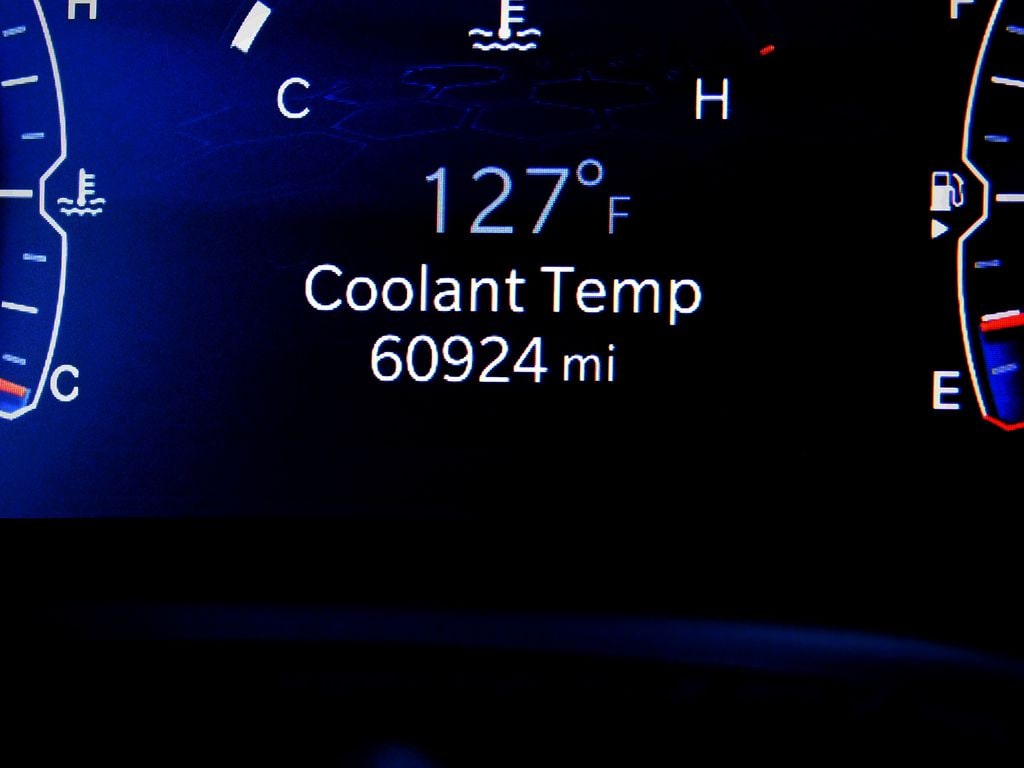 H
F
C H
127°F
Coolant Temp
60924 mi
C
E